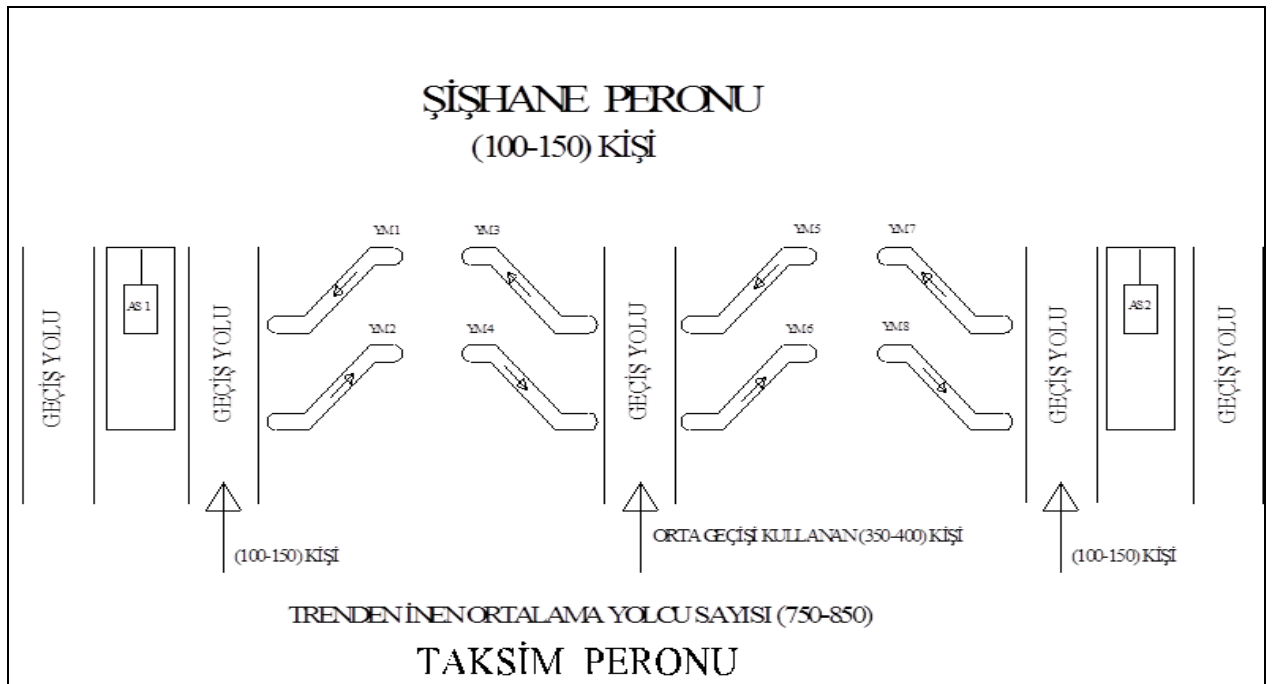 ŞİŞHANE PERONU
(100-150) KİŞİ
YM1 YM3 YM5 YM7
AS1 AS2
YM2 YM4 YM6 YM8
GEÇİŞ YOLU GEÇİŞ YOLU GEÇİŞ YOLU GEÇİŞ YOLU GEÇİŞ YOLU
ORTA GEÇİŞİ KULLANAN (350-400) KİŞİ
(100-150) KİŞİ (100-150) KİŞİ
TRENDEN İNEN ORTALAMA YOLCU SAYISI (750-850)
TAKSİM PERONU